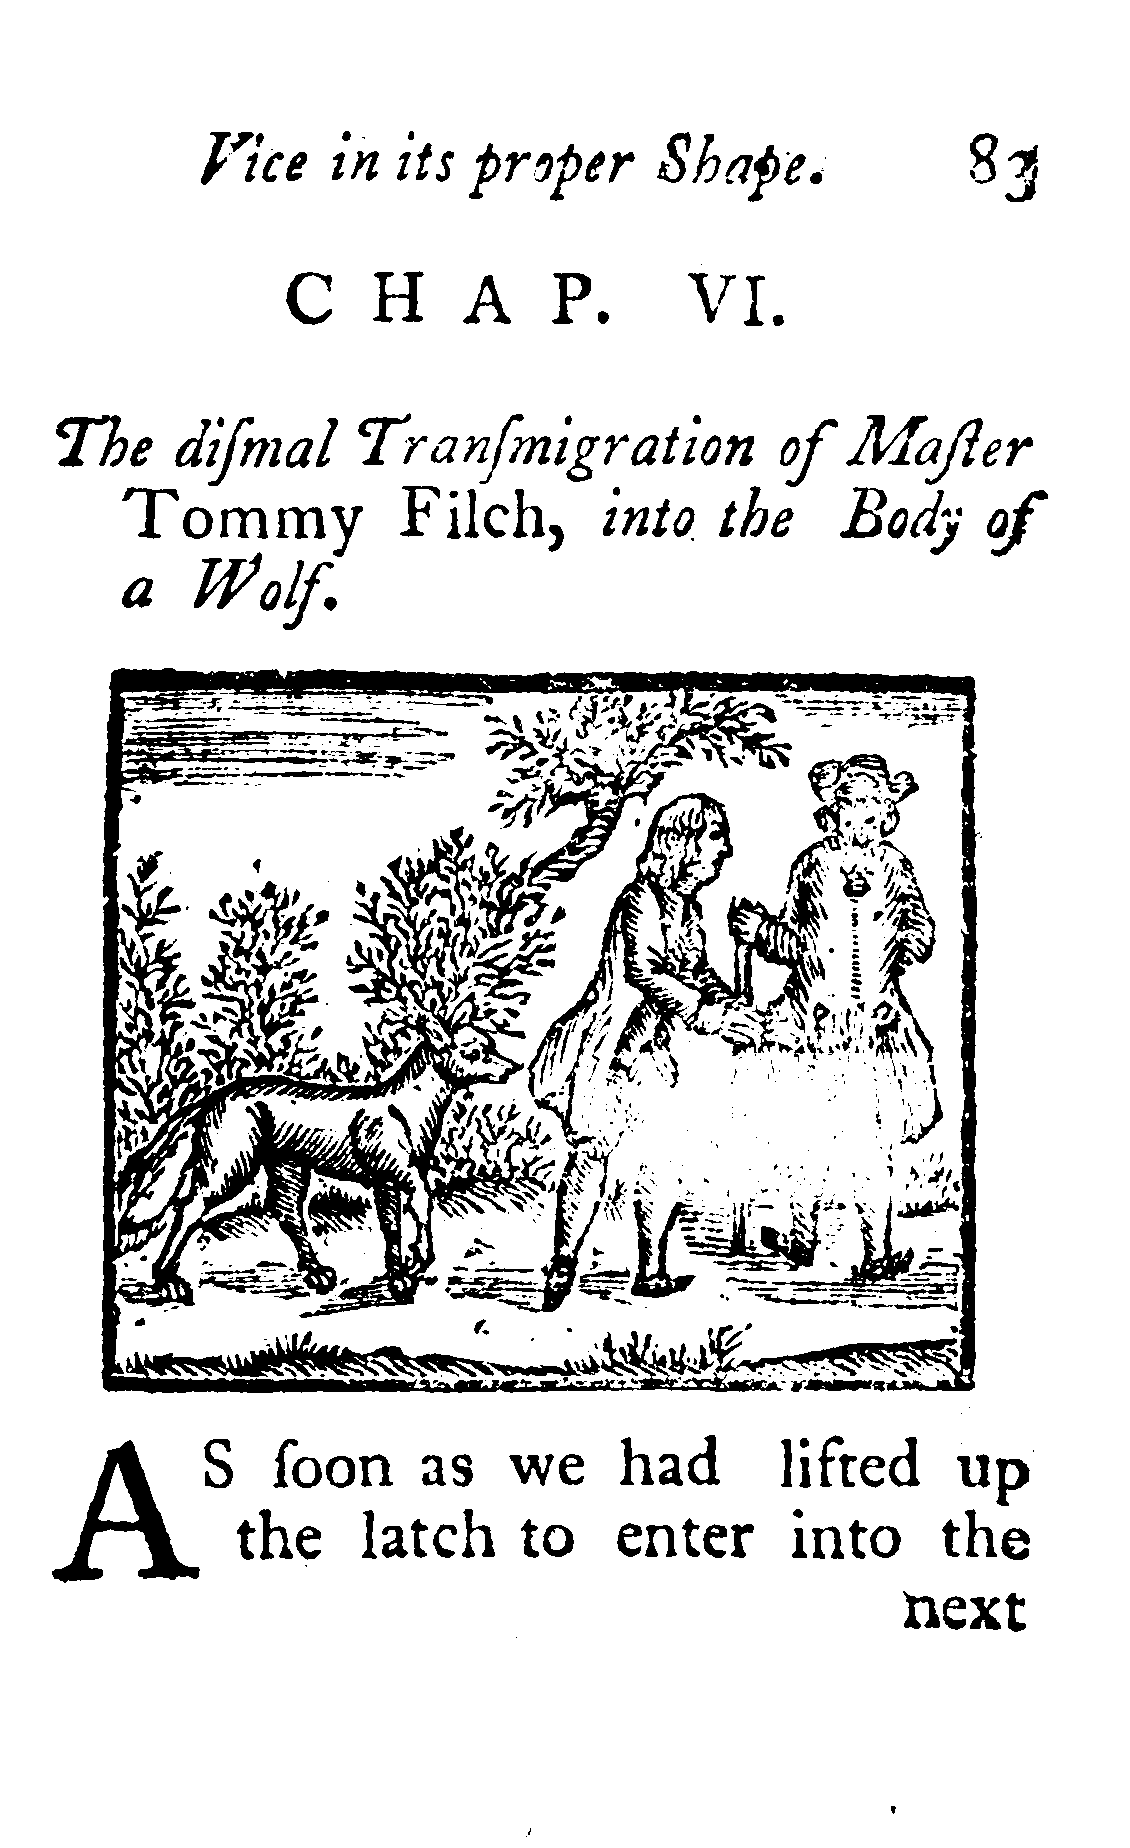 Vice in its proper Shape. 83
CHAP. VI.
The diſmal Tranſmigration of Maſter
Tommy Filch, into the Body of
a Wolf.
AS ſoon as we had lifted up
the latch to enter into the
next